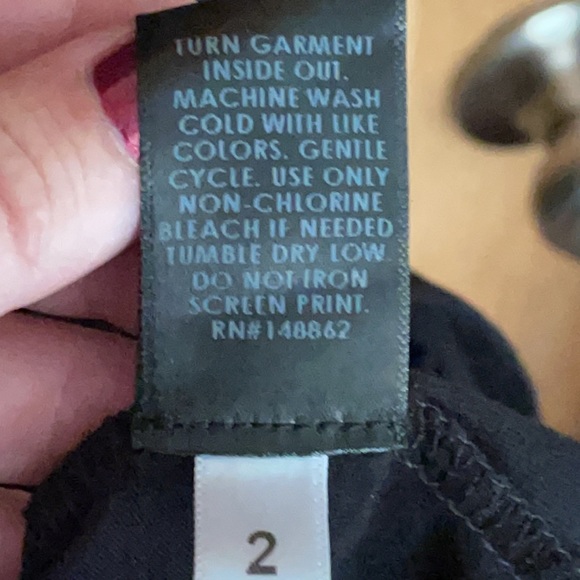 TURN GARMENT
INSIDE OUT.
MACHINE WASH
COLD WITH LIKE
COLORS. GENTLE
CYCLE. USE ONLY
NON-CHLORINE
BLEACH IF NEEDED
TUMBLE DRY LOW
DO NOT IRON
SCREEN PRINT.
RN#148862
2